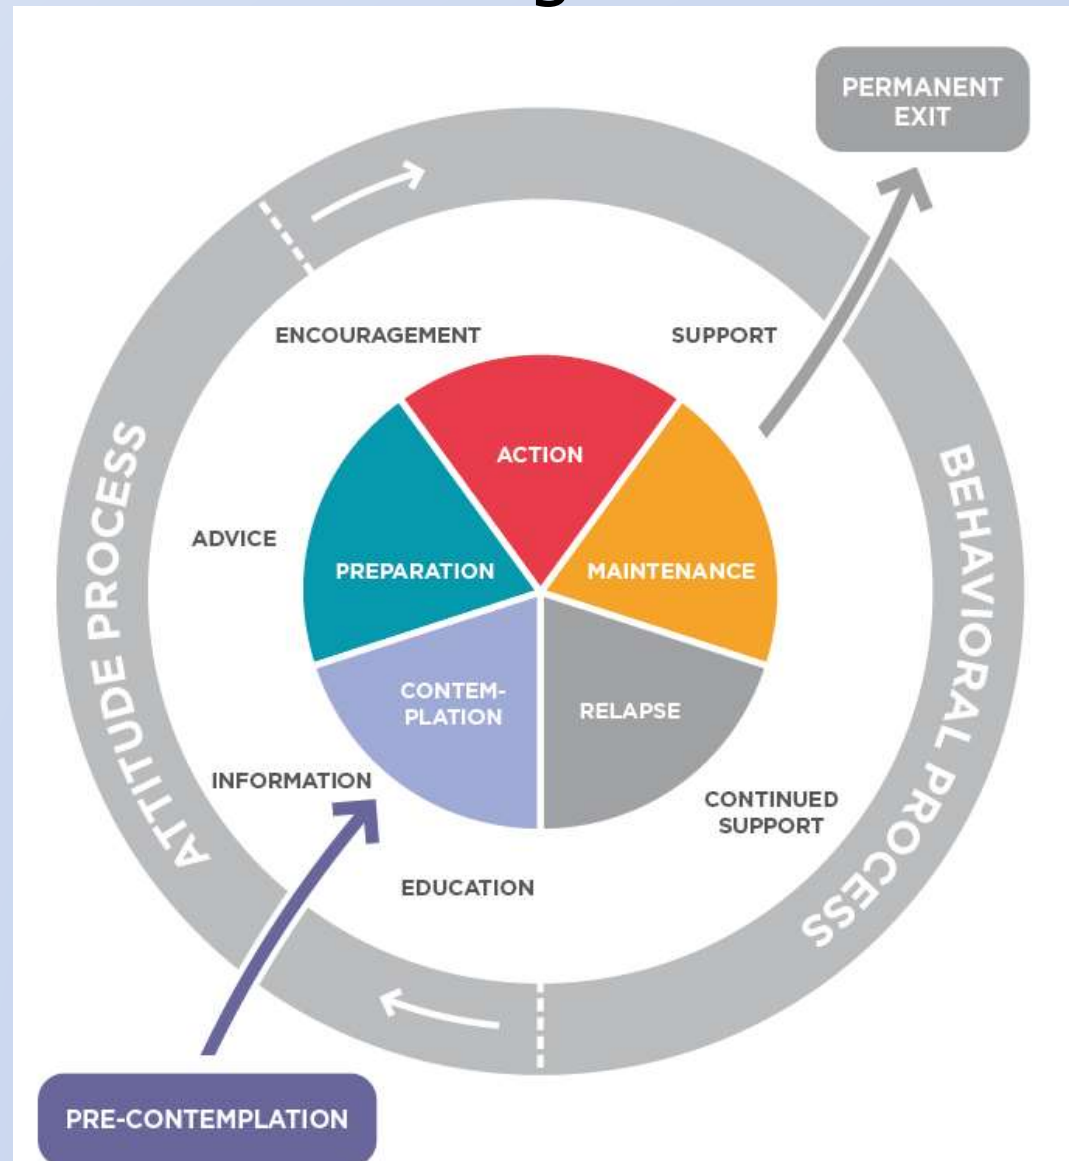 PERMANENT
EXIT
ENCOURAGEMENT
SUPPORT
ACTION
ADVICE
PREPARATION
MAINTENANCE
CONTEM-
PLATION
RELAPSE
INFORMATION
CONTINUED
SUPPORT
EDUCATION
ATTITUDE PROCESS
BEHAVIORAL PROCESS
PRE-CONTEMPLATION